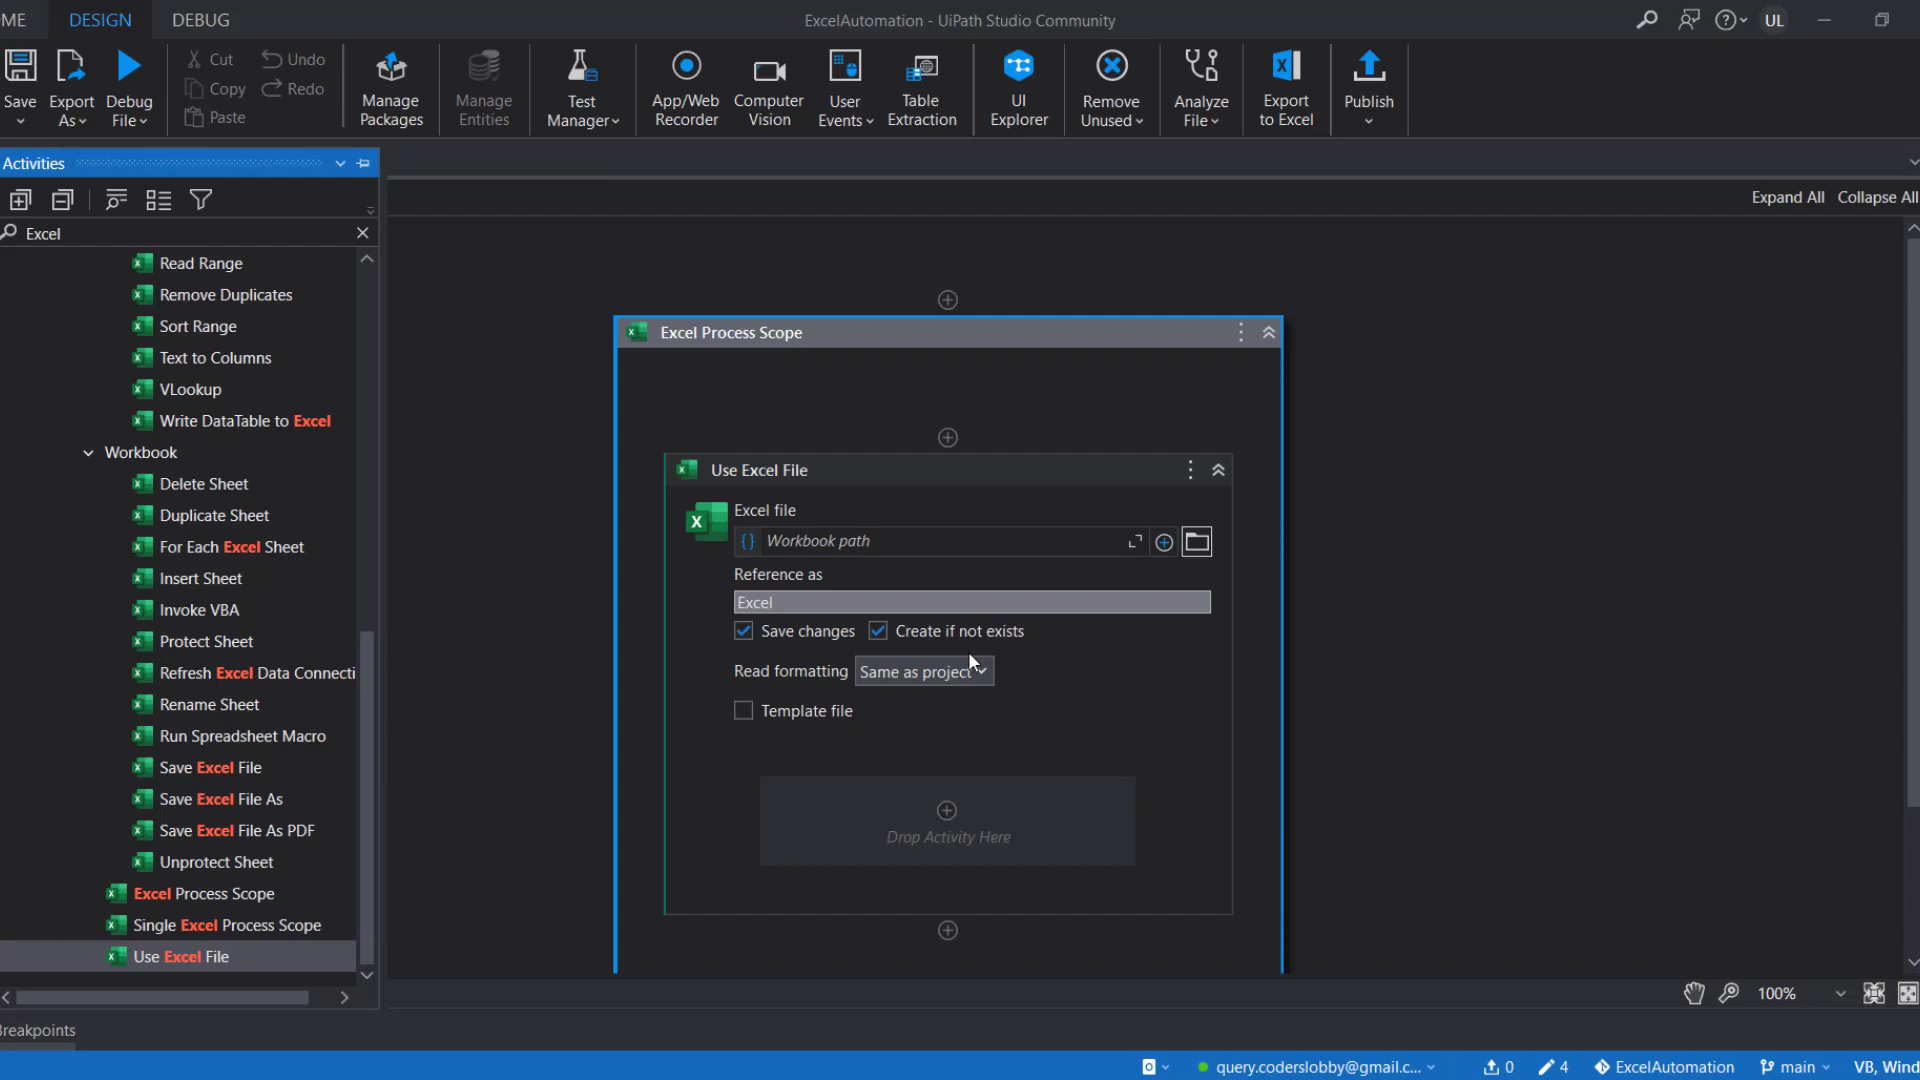 ME DESIGN DEBUG ExcelAutomation - UiPath Studio Community UL
Save Export As Debug File Cut Copy Paste Undo Redo Manage Packages Manage Entities Test Manager App/Web Recorder Computer Vision User Events Table Extraction UI Explorer Remove Unused Analyze File Export to Excel Publish
Activities
Expand All Collapse All
Excel
Read Range
Remove Duplicates
Sort Range
Text to Columns
VLookup
Write DataTable to Excel
Workbook
Delete Sheet
Duplicate Sheet
For Each Excel Sheet
Insert Sheet
Invoke VBA
Protect Sheet
Refresh Excel Data Connecti
Rename Sheet
Run Spreadsheet Macro
Save Excel File
Save Excel File As
Save Excel File As PDF
Unprotect Sheet
Excel Process Scope
Single Excel Process Scope
Use Excel File
Excel Process Scope
Use Excel File
Excel file
{} Workbook path
Reference as
Excel
Save changes Create if not exists
Read formatting Same as project
Template file
Drop Activity Here
100%
Breakpoints
query.coderslobby@gmail.c... 0 4 ExcelAutomation main VB, Wind